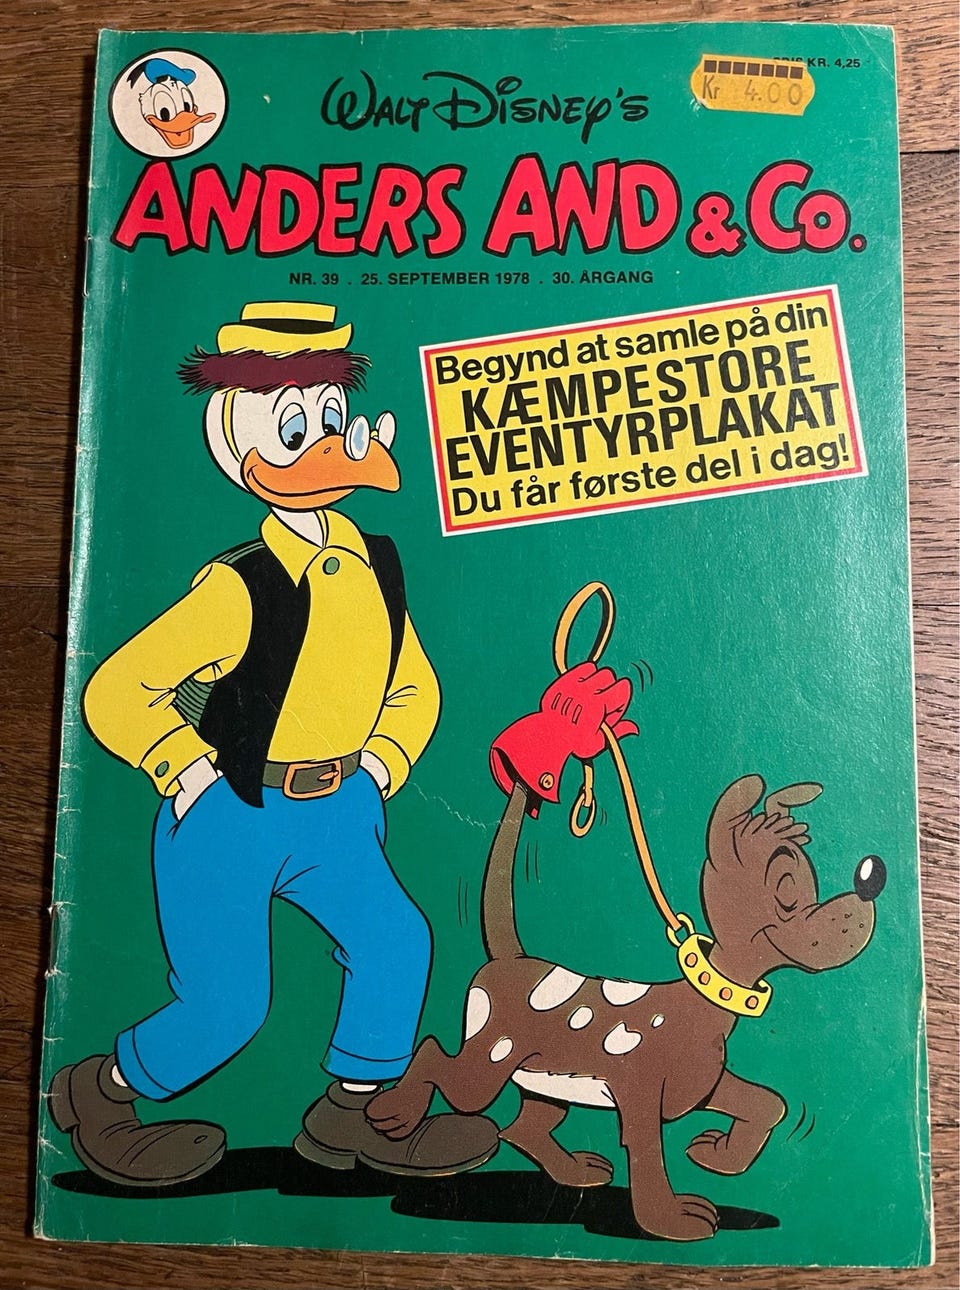 WALT DISNEY'S
KR. 4,25
Kr 4.00
ANDERS AND & Co.
NR. 39 . 25. SEPTEMBER 1978 . 30. ÅRGANG
Begynd at samle på din
KÆMPESTORE
EVENTYRPLAKAT
Du får første del i dag!